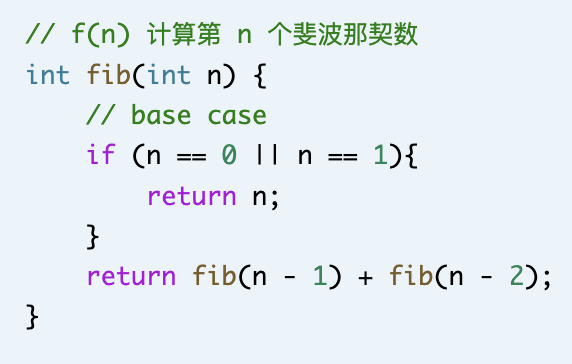 // f(n) 计算第 n 个斐波那契数
int fib(int n) {
    // base case
    if (n == 0 || n == 1){
        return n;
    }
    return fib(n - 1) + fib(n - 2);
}